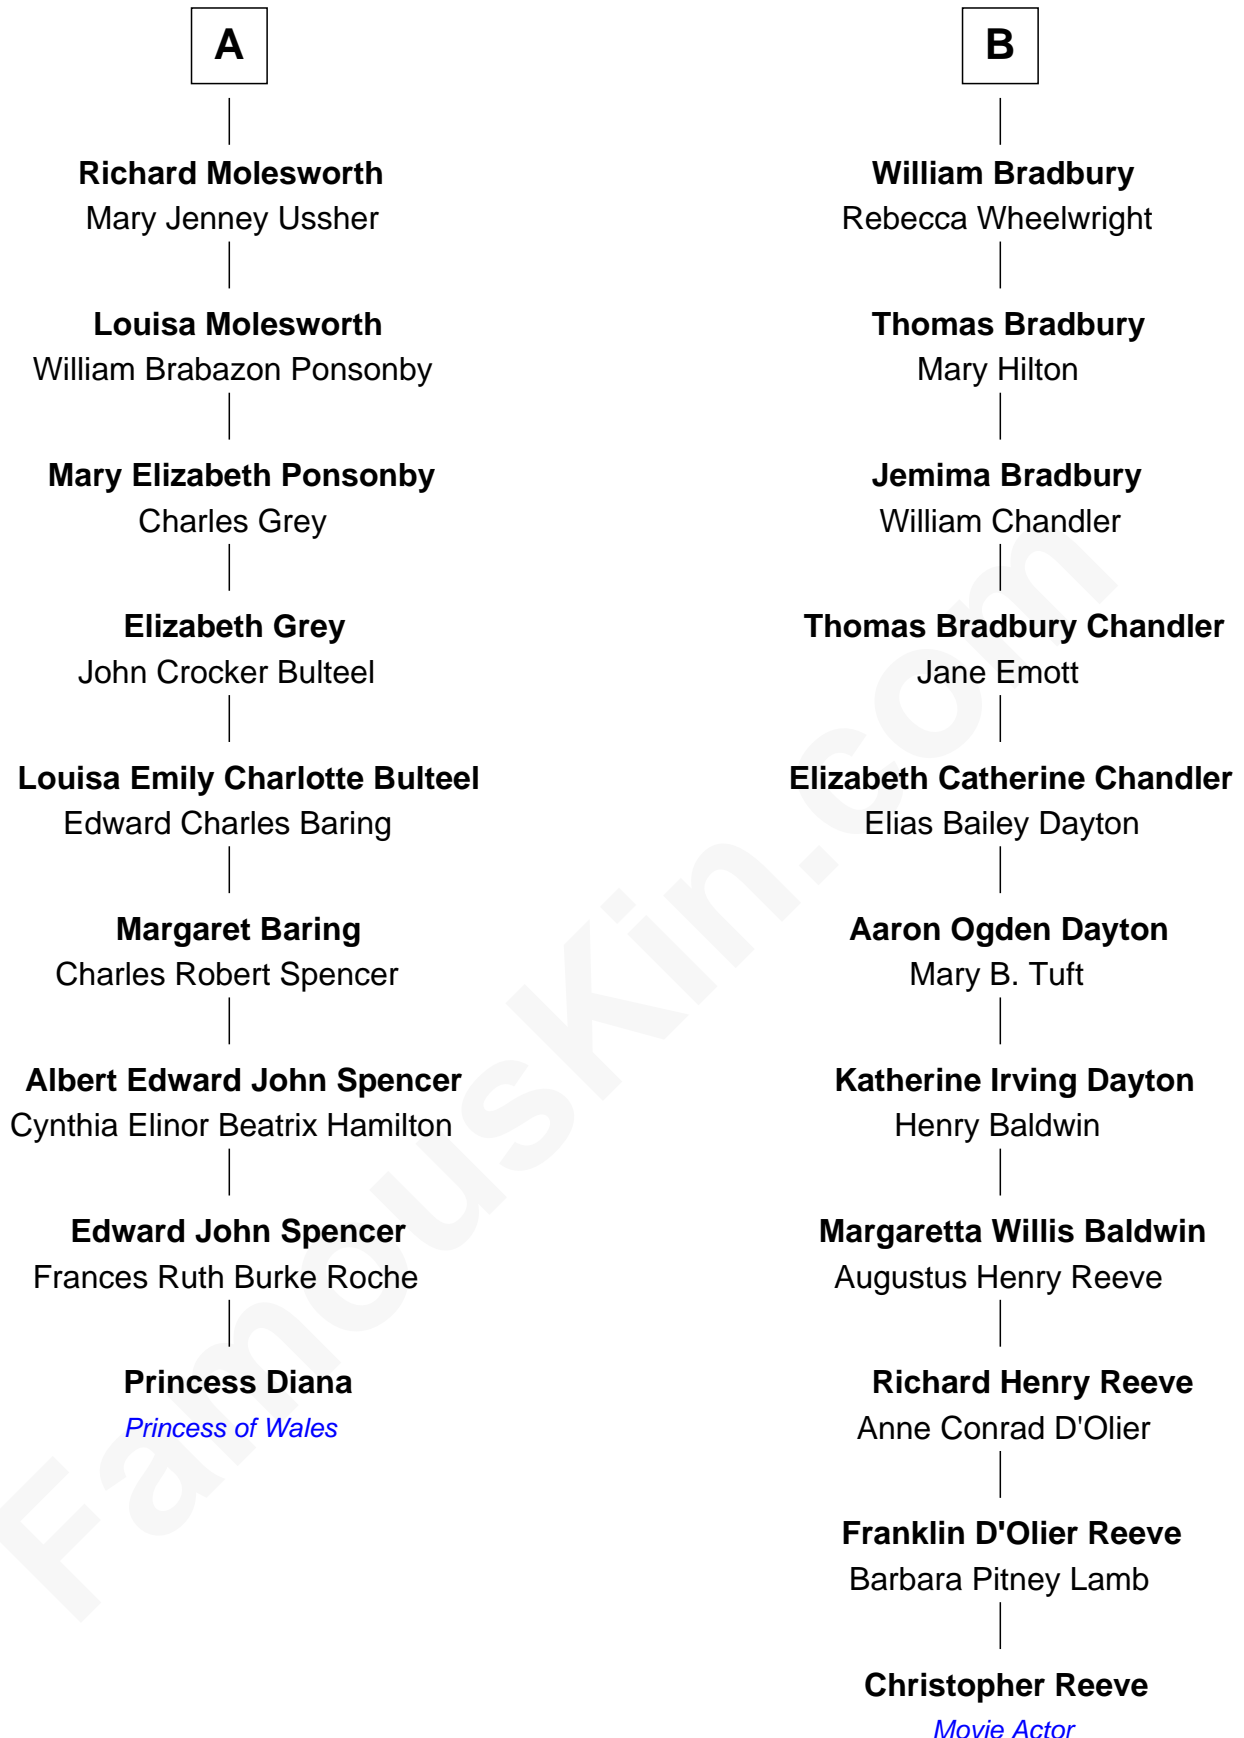 A
Richard Molesworth
Mary Jenney Ussher
Louisa Molesworth
William Brabazon Ponsonby
Mary Elizabeth Ponsonby
Charles Grey
Elizabeth Grey
John Crocker Bulteel
Louisa Emily Charlotte Bulteel
Edward Charles Baring
Margaret Baring
Charles Robert Spencer
Albert Edward John Spencer
Cynthia Elinor Beatrix Hamilton
Edward John Spencer
Frances Ruth Burke Roche
Princess Diana
Princess of Wales
B
William Bradbury
Rebecca Wheelwright
Thomas Bradbury
Mary Hilton
Jemima Bradbury
William Chandler
Thomas Bradbury Chandler
Jane Emott
Elizabeth Catherine Chandler
Elias Bailey Dayton
Aaron Ogden Dayton
Mary B. Tuft
Katherine Irving Dayton
Henry Baldwin
Margaretta Willis Baldwin
Augustus Henry Reeve
Richard Henry Reeve
Anne Conrad D'Olier
Franklin D'Olier Reeve
Barbara Pitney Lamb
Christopher Reeve
Movie Actor
FamousKin.com